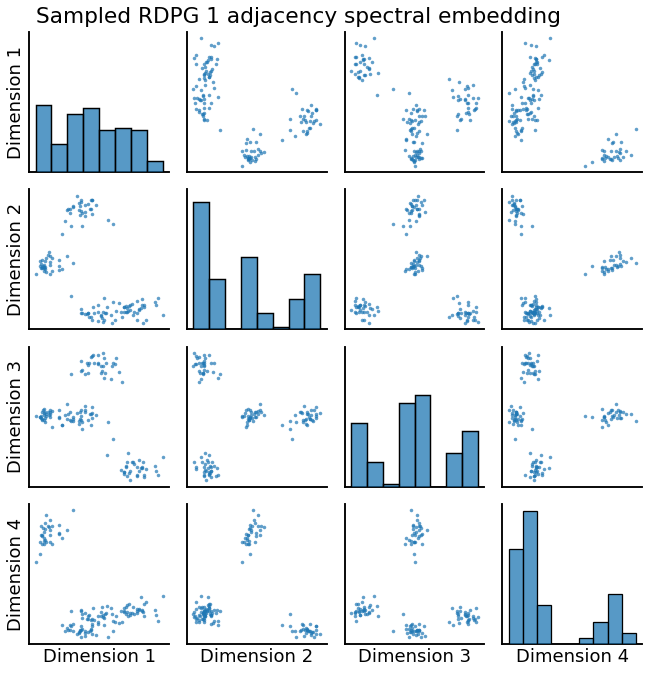 Sampled RDPG 1 adjacency spectral embedding
Dimension 1
Dimension 2
Dimension 3
Dimension 4
Dimension 1 Dimension 2 Dimension 3 Dimension 4